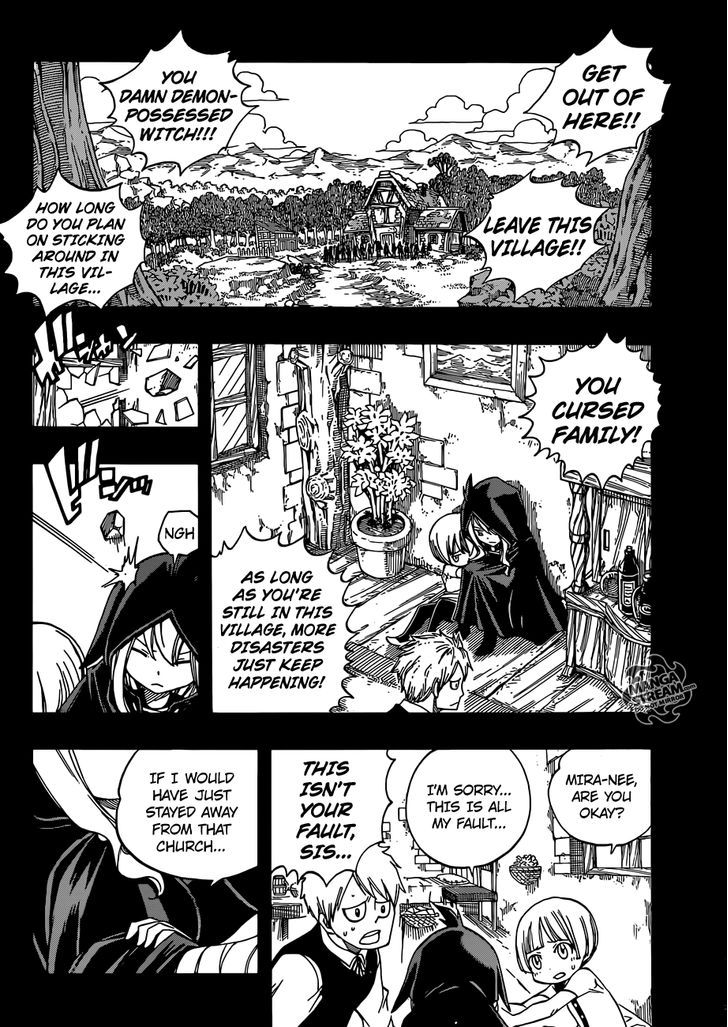 GET
OUT OF
HERE!!
YOU
DAMN DEMON-
POSSESSED
WITCH!!!
LEAVE THIS
VILLAGE!!
HOW LONG
DO YOU PLAN
ON STICKING
AROUND IN
THIS VIL-
LAGE...
YOU
CURSED
FAMILY!
AS LONG
AS YOU'RE
STILL IN THIS
VILLAGE, MORE
DISASTERS
JUST KEEP
HAPPENING!
NGH
MANGA
STREAM
MIRA-NEE,
ARE YOU
OKAY?
I'M SORRY...
THIS IS ALL
MY FAULT...
THIS
ISN'T
YOUR
FAULT,
SIS...
IF I WOULD
HAVE JUST
STAYED AWAY
FROM THAT
CHURCH...